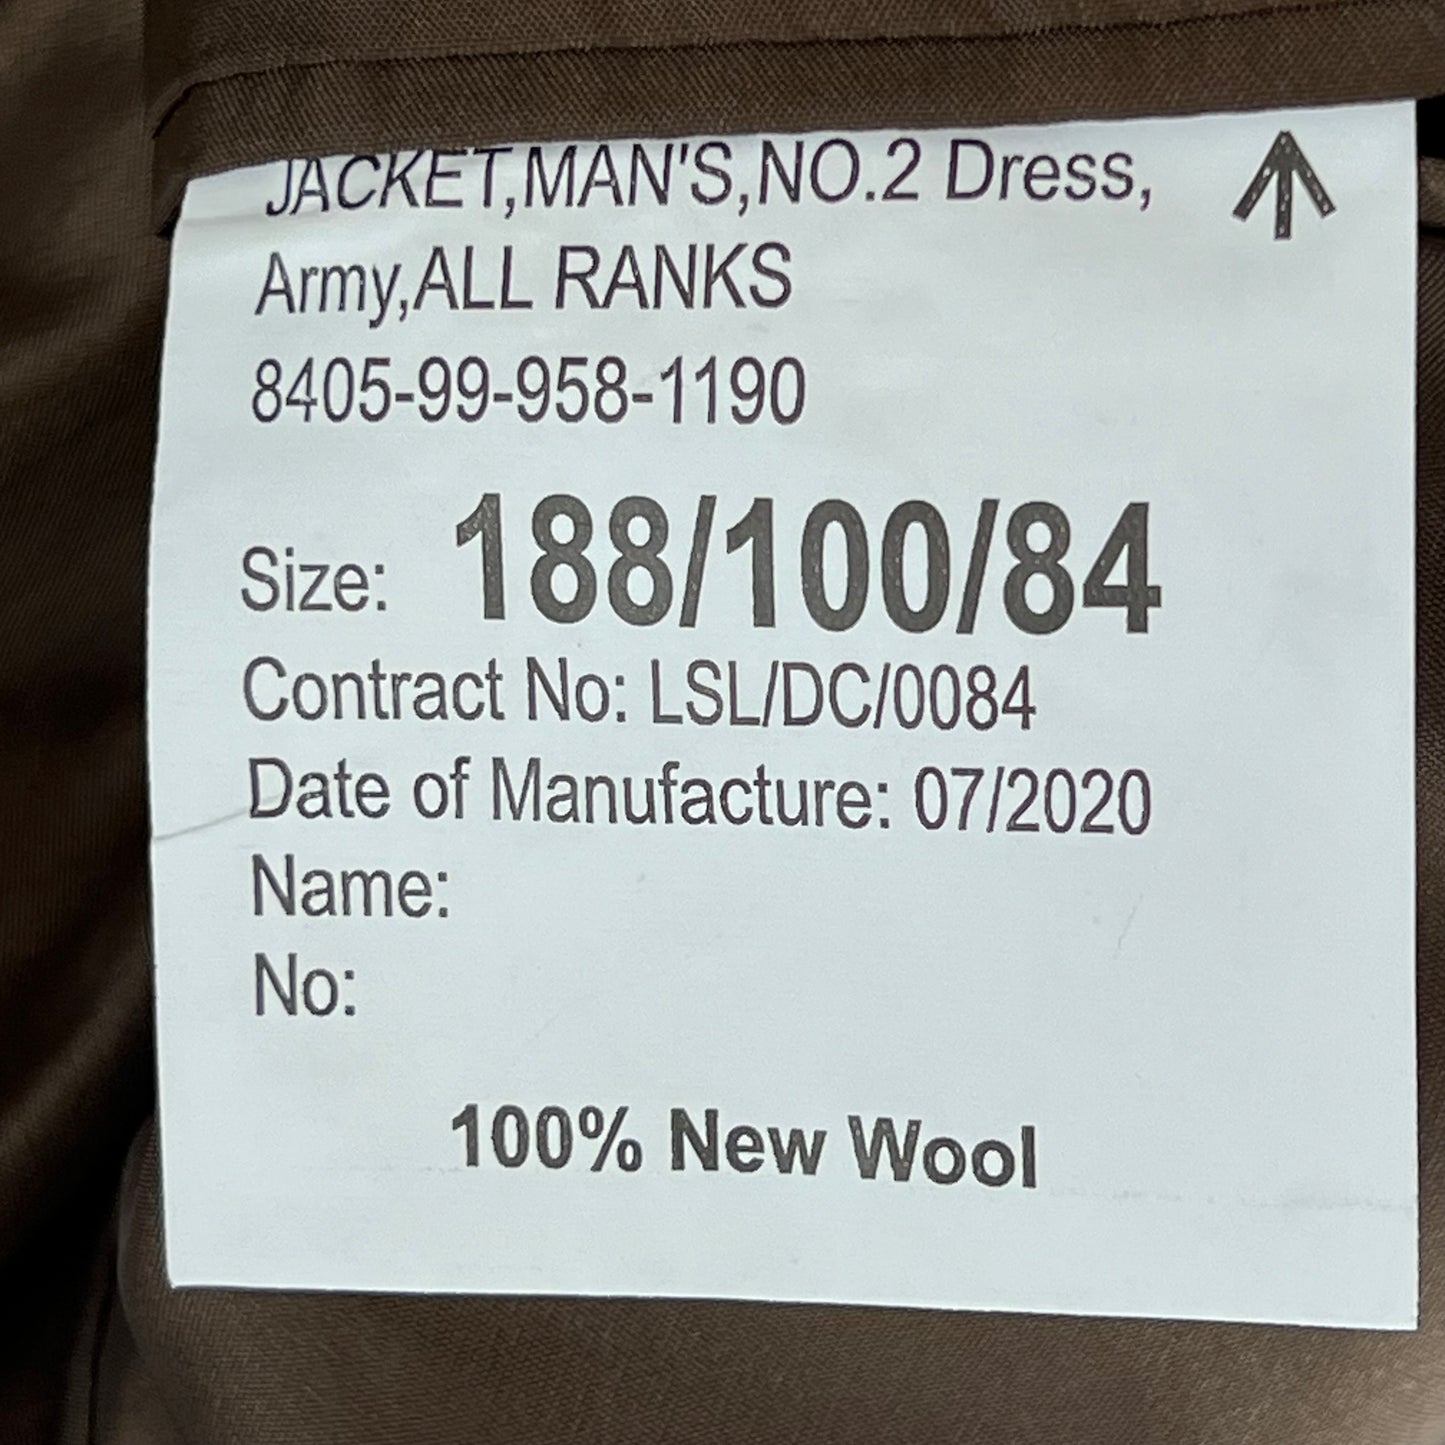 JACKET,MAN'S,NO.2 Dress,
Army,ALL RANKS
8405-99-958-1190
Size: 188/100/84
Contract No: LSL/DC/0084
Date of Manufacture: 07/2020
Name:
No:
100% New Wool